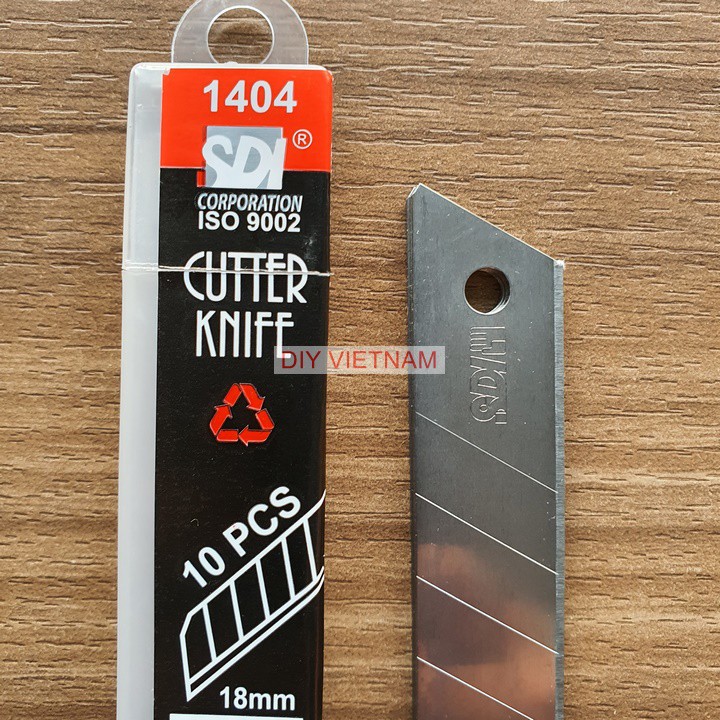 1404
SDI®
CORPORATION
ISO 9002
CUTTER
KNIFE
DIY VIETNAM
10 PCS
18mm
SDI